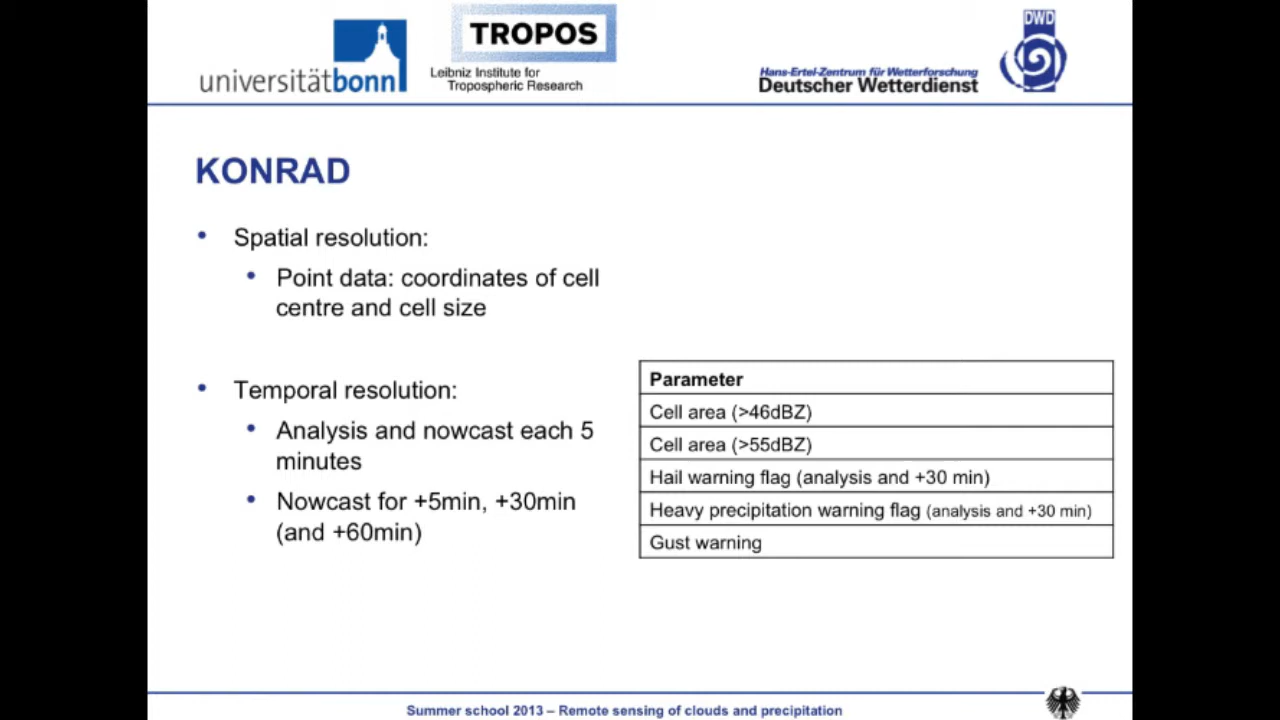 universitätbonn
TROPOS
Leibniz Institute for
Tropospheric Research
Hans-Ertel-Zentrum für Wetterforschung
Deutscher Wetterdienst
DWD
KONRAD
• Spatial resolution:
• Point data: coordinates of cell
centre and cell size
• Temporal resolution:
• Analysis and nowcast each 5
minutes
• Nowcast for +5min, +30min
(and +60min)
Parameter
Cell area (>46dBZ)
Cell area (>55dBZ)
Hail warning flag (analysis and +30 min)
Heavy precipitation warning flag (analysis and +30 min)
Gust warning
Summer school 2013 – Remote sensing of clouds and precipitation